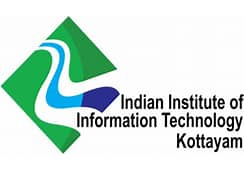 Indian Institute of
Information Technology
Kottayam